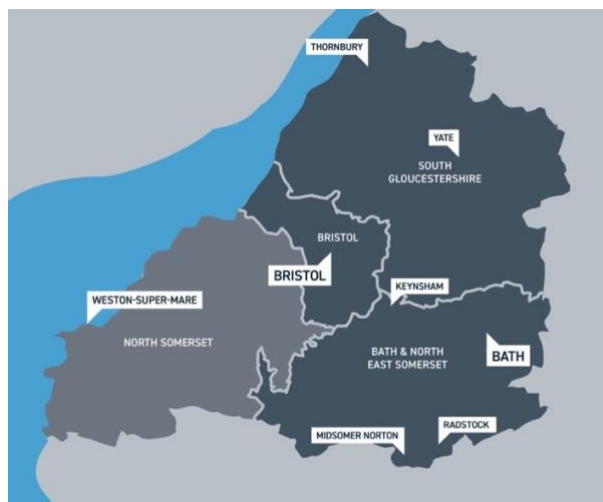 THORNBURY
YATE
SOUTH
GLOUCESTERSHIRE
BRISTOL
BRISTOL
KEYNSHAM
WESTON-SUPER-MARE
NORTH SOMERSET
BATH & NORTH
EAST SOMERSET
BATH
RADSTOCK
MIDSOMER NORTON